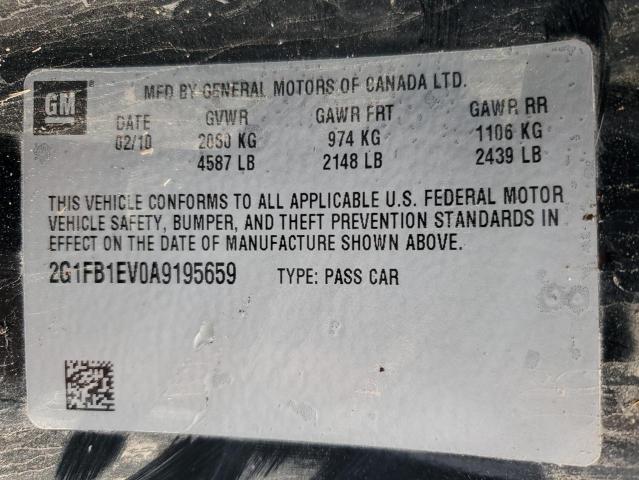 GM
MFD BY GENERAL MOTORS OF CANADA LTD.
DATE GVWR GAWR FRT GAWR RR
02/10 2080 KG 974 KG 1106 KG
4587 LB 2148 LB 2439 LB
THIS VEHICLE CONFORMS TO ALL APPLICABLE U.S. FEDERAL MOTOR
VEHICLE SAFETY, BUMPER, AND THEFT PREVENTION STANDARDS IN
EFFECT ON THE DATE OF MANUFACTURE SHOWN ABOVE.
2G1FB1EV0A9195659 TYPE: PASS CAR